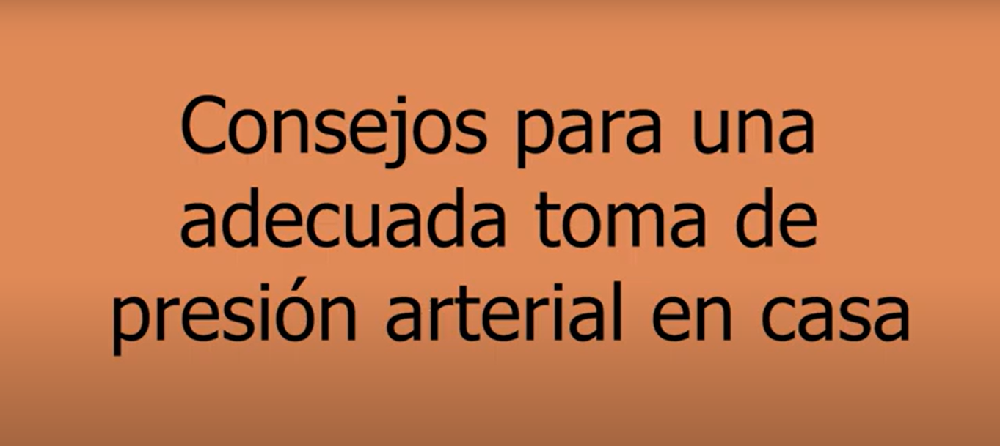 Consejos para una
adecuada toma de
presión arterial en casa